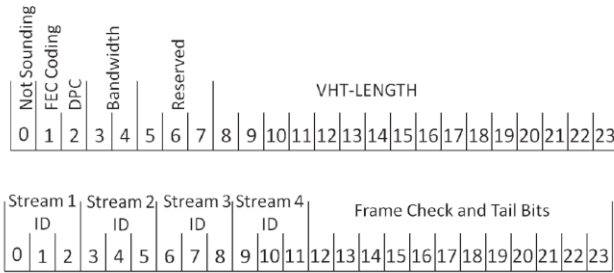 Not Sounding
FEC Coding
DPC
Bandwidth
Reserved
VHT-LENGTH
0 1 2 3 4 5 6 7 8 9 10 11 12 13 14 15 16 17 18 19 20 21 22 23
Stream 1 Stream 2 Stream 3 Stream 4
ID ID ID ID
Frame Check and Tail Bits
0 1 2 3 4 5 6 7 8 9 10 11 12 13 14 15 16 17 18 19 20 21 22 23